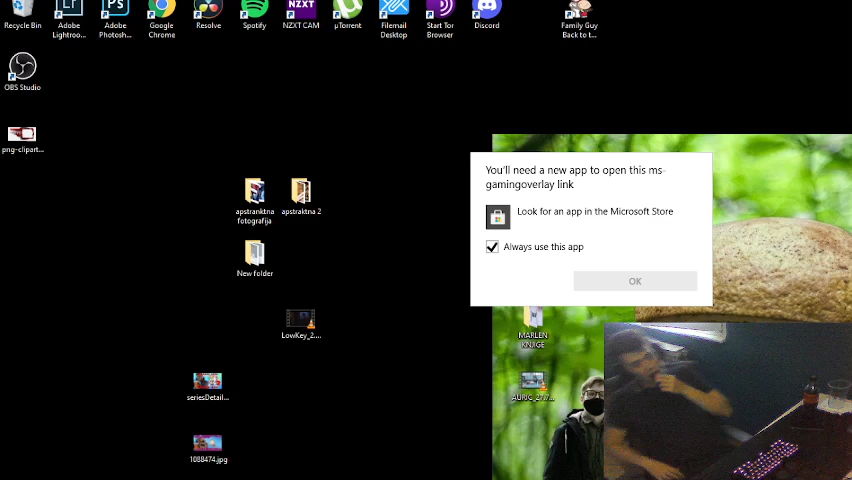 Recycle Bin
Adobe Lightroo...
Adobe Photosh...
Google Chrome
Resolve
Spotify
NZXT
NZXT CAM
µTorrent
Filemail Desktop
Start Tor Browser
Discord
Family Guy Back to t...
OBS Studio
png-clipart...
You'll need a new app to open this ms-
gamingoverlay link
Look for an app in the Microsoft Store
Always use this app
OK
apstranktna fotografija
apstraktna 2
New folder
LowKey_2....
MARLEN KNJIGE
seriesDetail...
1088474.jpg